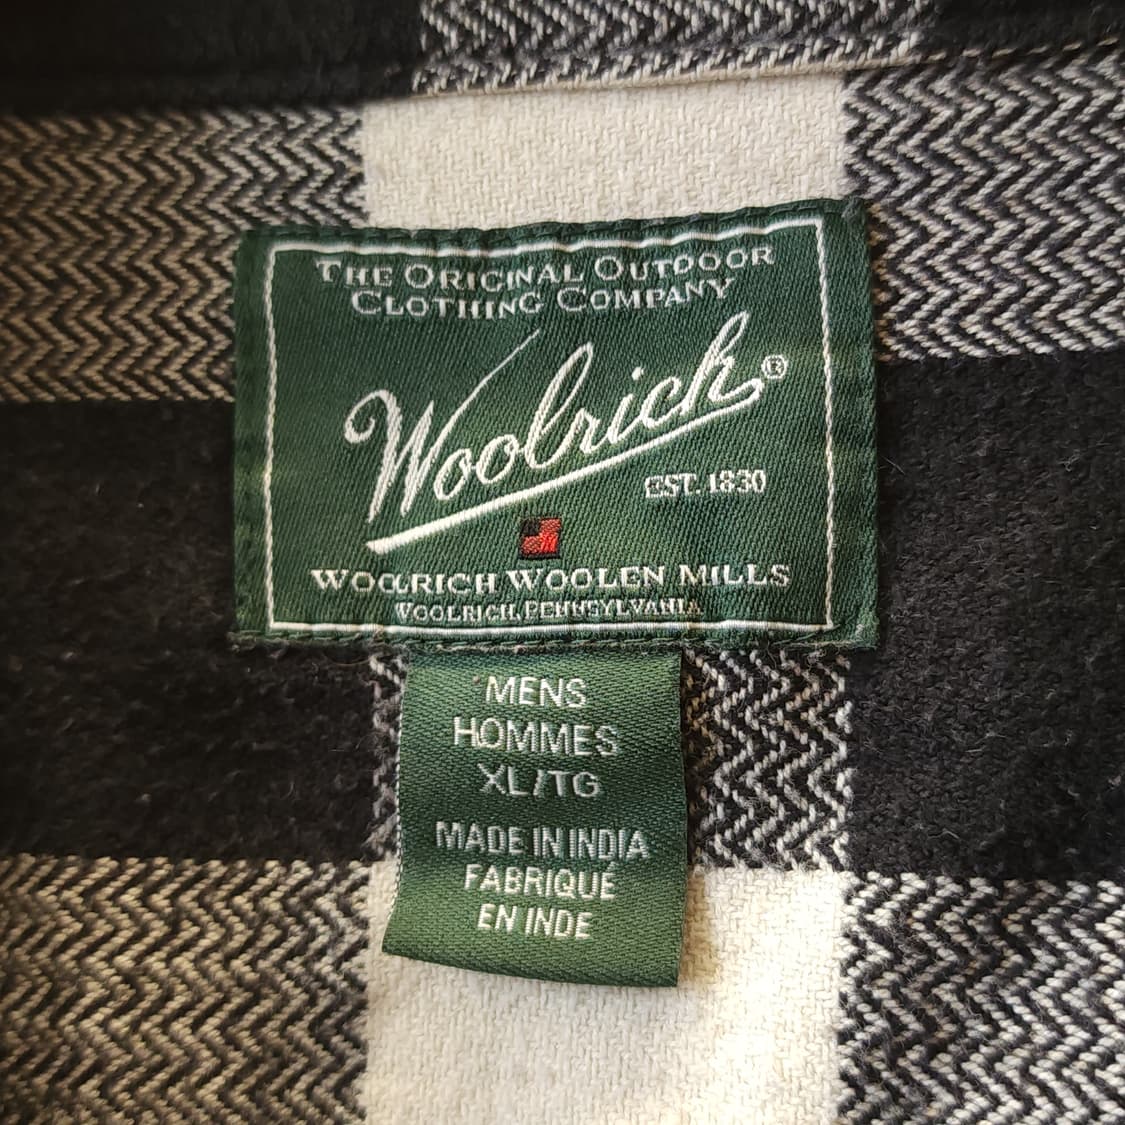 THE ORIGINAL OUTDOOR
CLOTHING COMPANY
Woolrich®
EST. 1830
WOOLRICH WOOLEN MILLS
WOOLRICH, PENNSYLVANIA
MENS
HOMMES
XL/TG
MADE IN INDIA
FABRIQUÉ
EN INDE